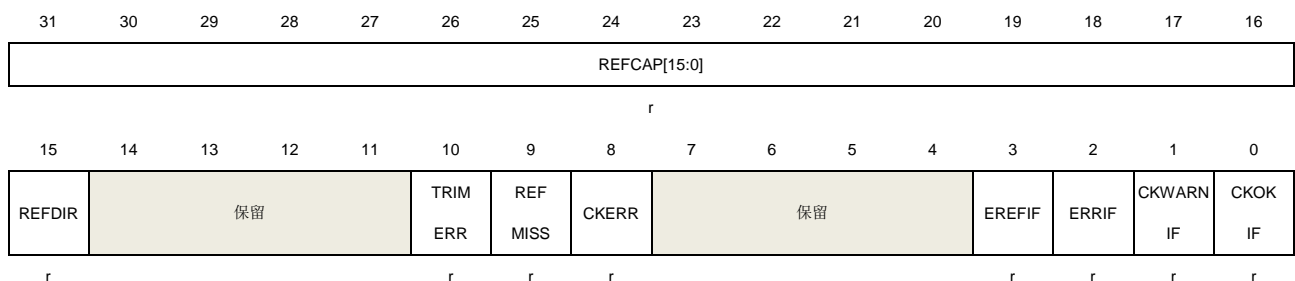 31 30 29 28 27 26 25 24 23 22 21 20 19 18 17 16
REFCAP[15:0]
r
15 14 13 12 11 10 9 8 7 6 5 4 3 2 1 0
REFDIR 保留 TRIM ERR REF MISS CKERR 保留 EREFIF ERRIF CKWARN IF CKOK IF
r r r r r r r r